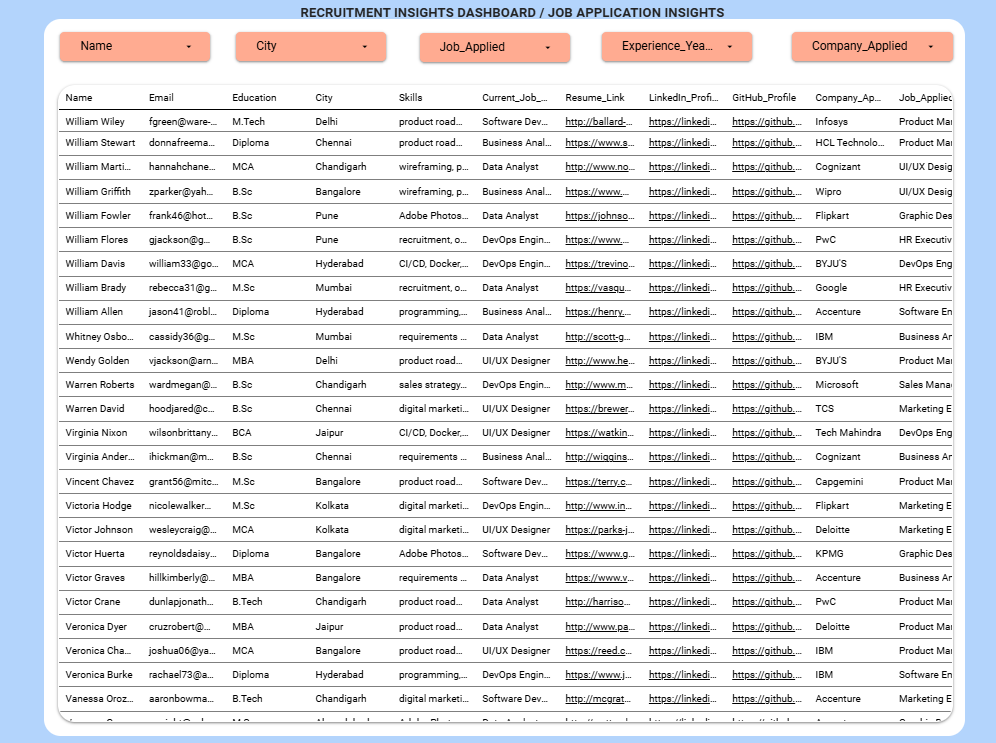 RECRUITMENT INSIGHTS DASHBOARD / JOB APPLICATION INSIGHTS
Name City Job_Applied Experience_Yea... Company_Applied
Name Email Education City Skills Current_Job_... Resume_Link LinkedIn_Profi... GitHub_Profile Company_Ap... Job_Applied
William Wiley fgreen@ware-... M.Tech Delhi product road... Software Dev... http://ballard-... https://linkedi... https://github.... Infosys Product Ma
William Stewart donnafreema... Diploma Chennai product road... Business Anal... https://www.s... https://linkedi... https://github.... HCL Technolo... Product Ma
William Marti... hannahchane... MCA Chandigarh wireframing, p... Data Analyst http://www.no... https://linkedi... https://github.... Cognizant UI/UX Desig
William Griffith zparker@yah... B.Sc Bangalore wireframing, p... Business Anal... https://www.... https://linkedi... https://github.... Wipro UI/UX Desig
William Fowler frank46@hot... B.Sc Pune Adobe Photos... Data Analyst https://johnso... https://linkedi... https://github.... Flipkart Graphic Des
William Flores gjackson@g... B.Sc Pune recruitment, o... DevOps Engin... https://www.... https://linkedi... https://github.... PwC HR Executiv
William Davis william33@go... MCA Hyderabad CI/CD, Docker,... DevOps Engin... https://trevino... https://linkedi... https://github.... BYJU'S DevOps Eng
William Brady rebecca31@g... M.Sc Mumbai recruitment, o... Data Analyst https://vasqu... https://linkedi... https://github.... Google HR Executiv
William Allen jason41@robl... Diploma Hyderabad programming,... Business Anal... https://henry.... https://linkedi... https://github.... Accenture Software En
Whitney Osbo... cassidy36@g... M.Sc Mumbai requirements ... Data Analyst http://scott-g... https://linkedi... https://github.... IBM Business Ar
Wendy Golden vjackson@arn... MBA Delhi product road... UI/UX Designer http://www.he... https://linkedi... https://github.... BYJU'S Product Ma
Warren Roberts wardmegan@... B.Sc Chandigarh sales strategy... DevOps Engin... http://www.m... https://linkedi... https://github.... Microsoft Sales Mana
Warren David hoodjared@c... B.Sc Chennai digital marketi... UI/UX Designer https://brewer... https://linkedi... https://github.... TCS Marketing E
Virginia Nixon wilsonbrittany... BCA Jaipur CI/CD, Docker,... UI/UX Designer https://watkin... https://linkedi... https://github.... Tech Mahindra DevOps Eng
Virginia Ander... ihickman@m... B.Sc Chennai requirements ... Business Anal... http://wiggins... https://linkedi... https://github.... Cognizant Business Ar
Vincent Chavez grant56@mitc... M.Sc Bangalore product road... Software Dev... https://terry.c... https://linkedi... https://github.... Capgemini Product Ma
Victoria Hodge nicolewalker... M.Sc Kolkata digital marketi... DevOps Engin... http://www.in... https://linkedi... https://github.... Flipkart Marketing E
Victor Johnson wesleycraig@... MCA Kolkata digital marketi... UI/UX Designer https://parks-j... https://linkedi... https://github.... Deloitte Marketing E
Victor Huerta reynoldsdaisy... Diploma Bangalore Adobe Photos... Software Dev... https://www.g... https://linkedi... https://github.... KPMG Graphic Des
Victor Graves hillkimberly@... MBA Bangalore requirements ... Data Analyst https://www.v... https://linkedi... https://github.... Accenture Business Ar
Victor Crane dunlapjonath... B.Tech Chandigarh product road... Data Analyst http://harriso... https://linkedi... https://github.... PwC Product Ma
Veronica Dyer cruzrobert@... MBA Jaipur product road... Data Analyst http://www.pa... https://linkedi... https://github.... Deloitte Product Ma
Veronica Cha... joshua06@ya... MCA Bangalore product road... UI/UX Designer https://reed.c... https://linkedi... https://github.... IBM Product Ma
Veronica Burke rachael73@a... Diploma Hyderabad programming,... DevOps Engin... https://www.j... https://linkedi... https://github.... IBM Software En
Vanessa Oroz... aaronbowma... B.Tech Chandigarh digital marketi... Software Dev... http://mcgrat... https://linkedi... https://github.... Accenture Marketing E